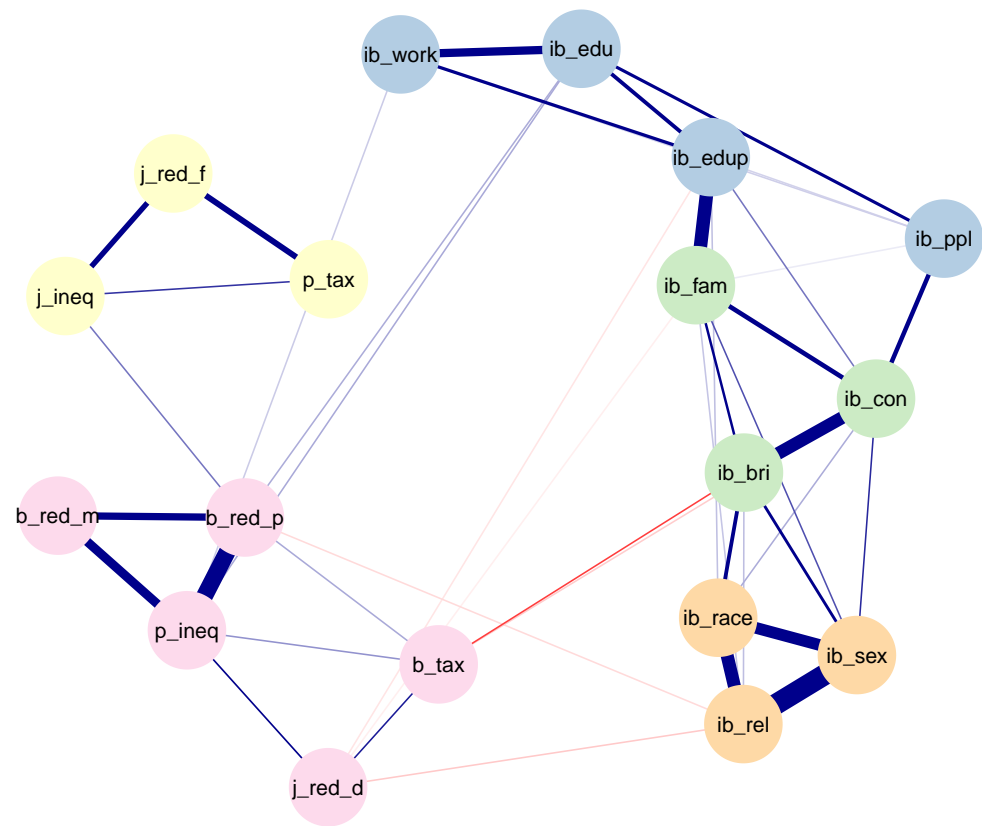 ib_work
ib_edu
ib_edup
j_red_f
ib_ppl
p_tax
ib_fam
j_ineq
ib_con
ib_bri
b_red_m
b_red_p
ib_race
p_ineq
ib_sex
b_tax
ib_rel
j_red_d